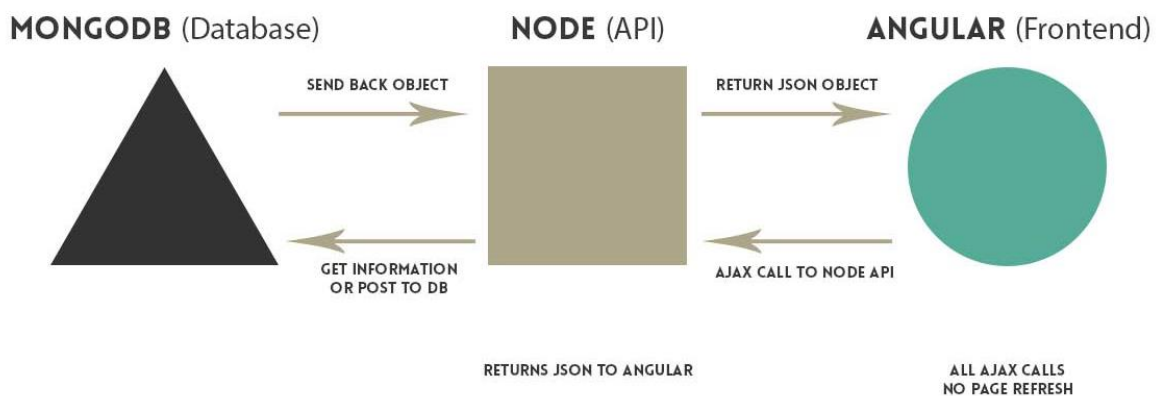 MONGODB (Database)
NODE (API)
ANGULAR (Frontend)
SEND BACK OBJECT
RETURN JSON OBJECT
GET INFORMATION
OR POST TO DB
AJAX CALL TO NODE API
RETURNS JSON TO ANGULAR
ALL AJAX CALLS
NO PAGE REFRESH